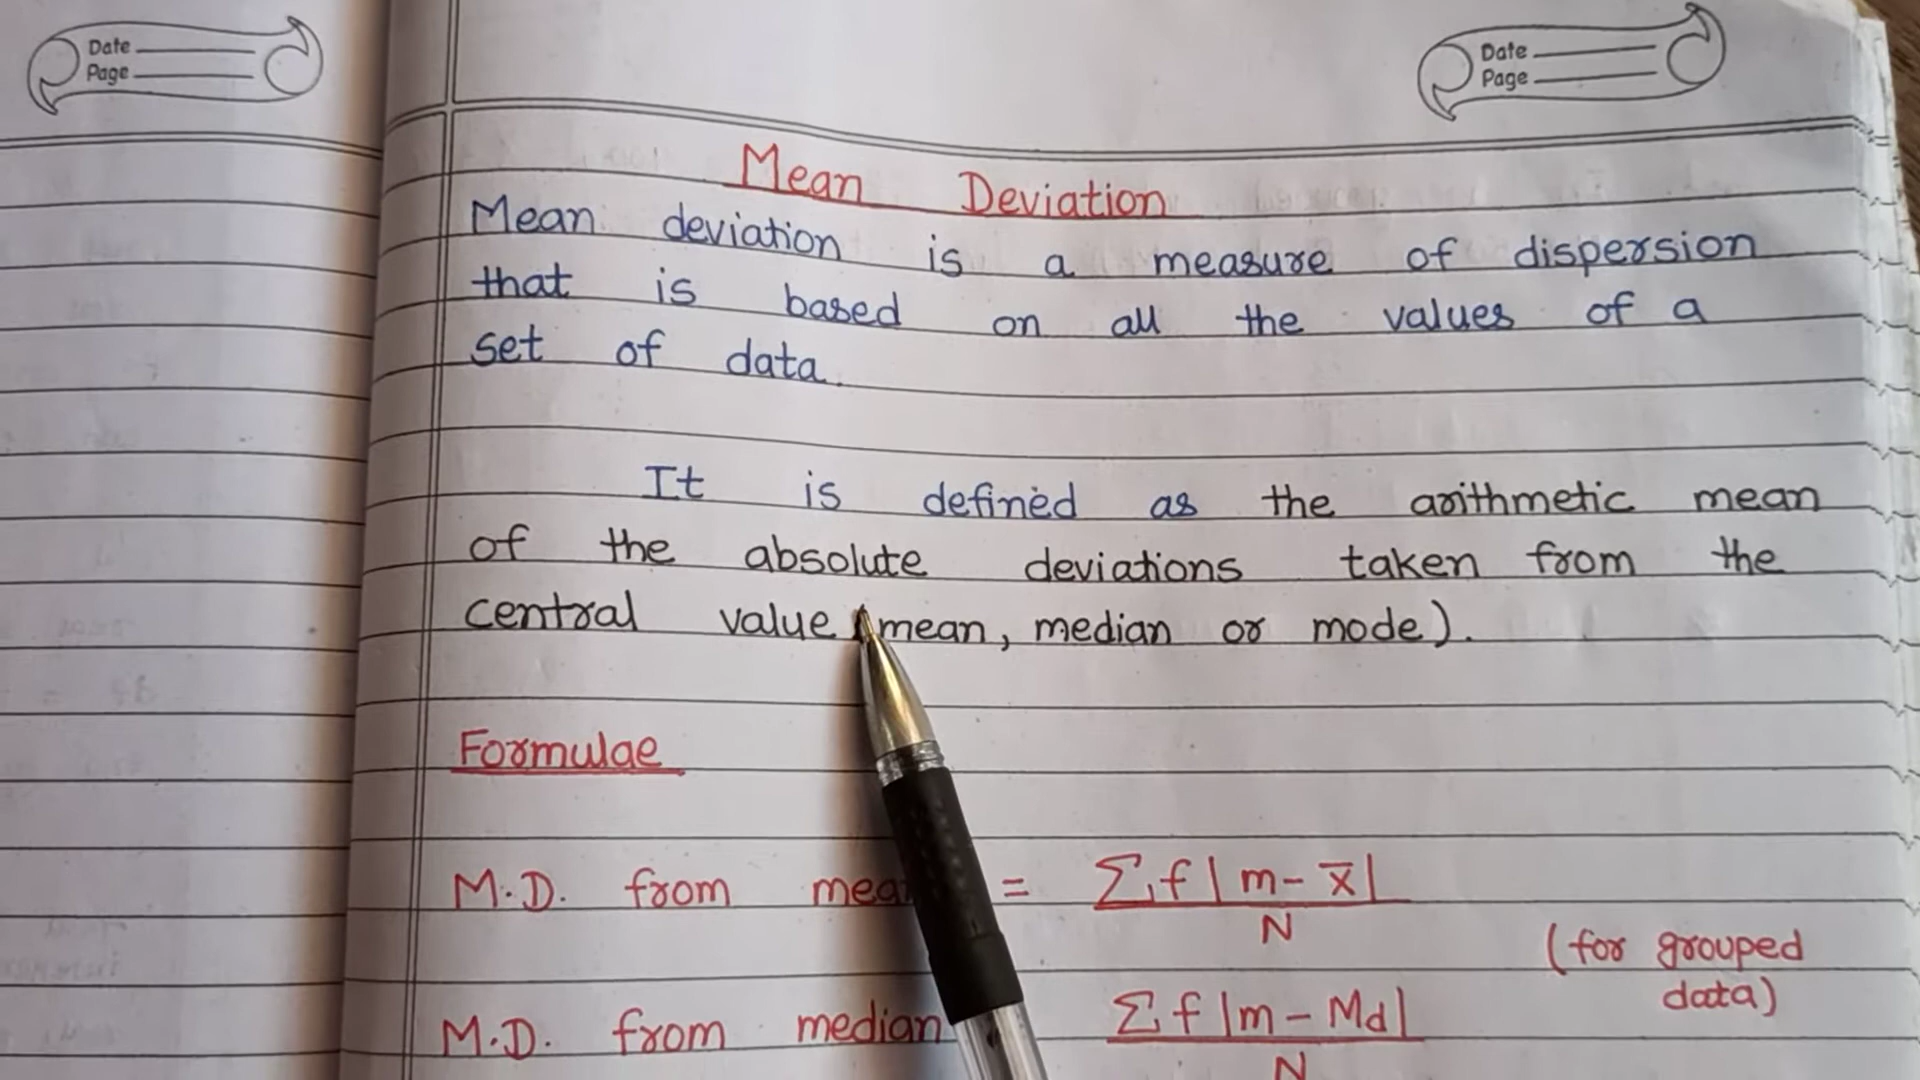 Date
Page
Date
Page
Mean Deviation
Mean deviation is a measure of dispersion
that is based on all the values of a
set of data.
It is defined as the arithmetic mean
of the absolute deviations taken from the
central value (mean, median or mode).
Formulae
M.D. from mean = Σf|m-x̄|
N
(for grouped
data)
M.D. from median Σf|m-Md|
N